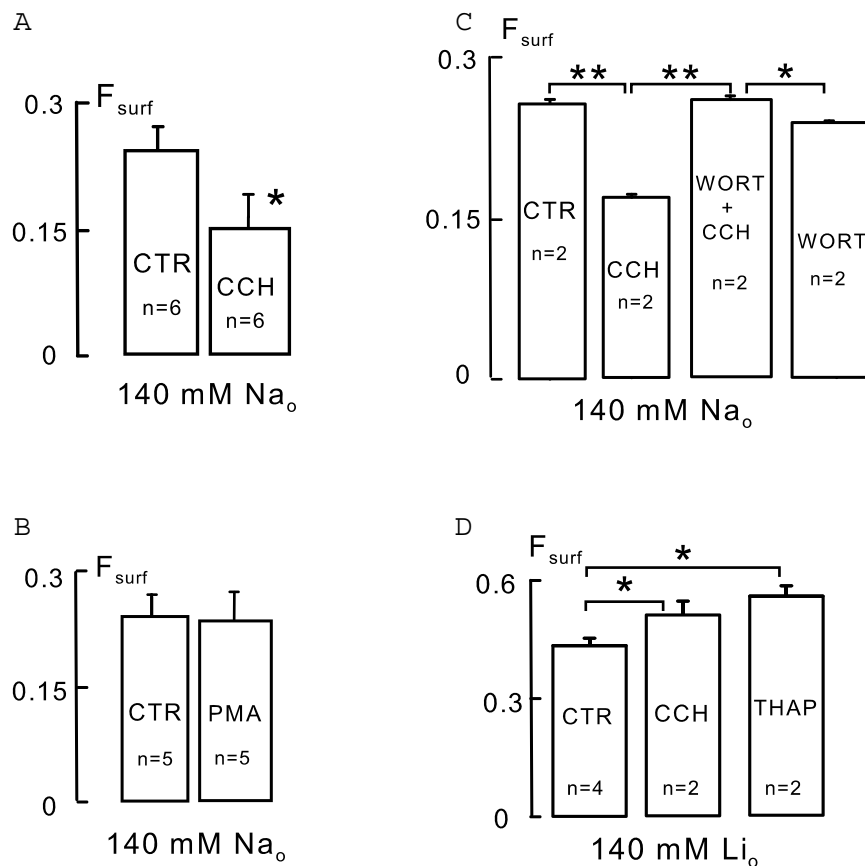 A
F surf
0.3
0.15
0
*
CTR
n=6
CCH
n=6
140 mM Na o
C
F surf
0.3
0.15
0
** ** *
CTR
n=2
CCH
n=2
WORT
+
CCH
n=2
WORT
n=2
140 mM Na o
B
F surf
0.3
0.15
0
CTR
n=5
PMA
n=5
140 mM Na o
D
F surf
0.6
0.3
0
*
*
CTR
n=4
CCH
n=2
THAP
n=2
140 mM Li o